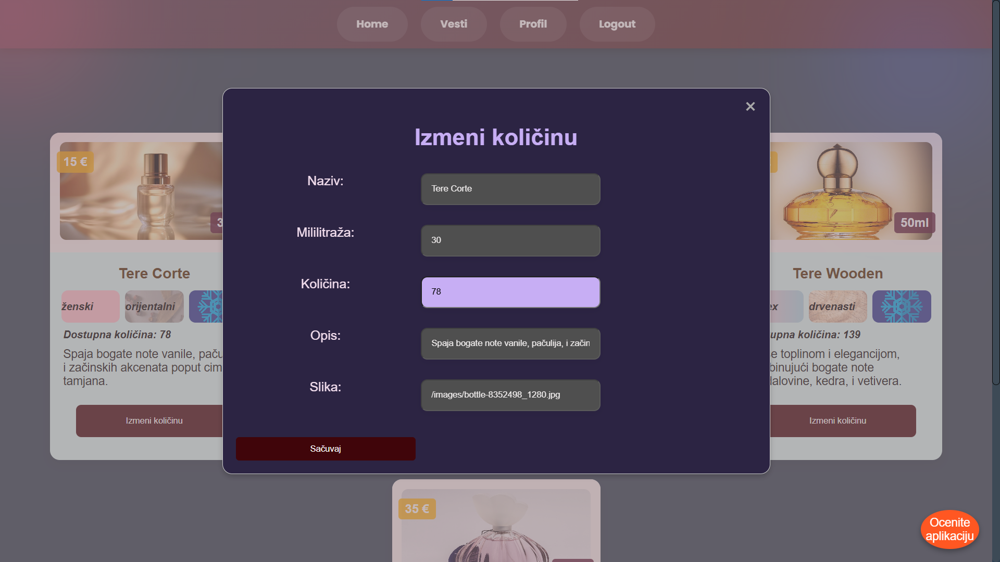 Home
Vesti
Profil
Logout
Izmeni količinu
Naziv:
Tere Corte
Mililitraža:
30
Količina:
78
Opis:
Spaja bogate note vanile, pačulija, i začin
Slika:
/images/bottle-8352498_1280.jpg
Sačuvaj
15 €
3
Tere Corte
ženski
orijentalni
Dostupna količina: 78
Spaja bogate note vanile, paču
i začinskih akcenata poput cim
tamjana.
Izmeni količinu
50ml
Tere Wooden
ex
drvenasti
upna količina: 139
e toplinom i elegancijom,
binujući bogate note
alovine, kedra, i vetivera.
Izmeni količinu
35 €
Ocenite
aplikaciju